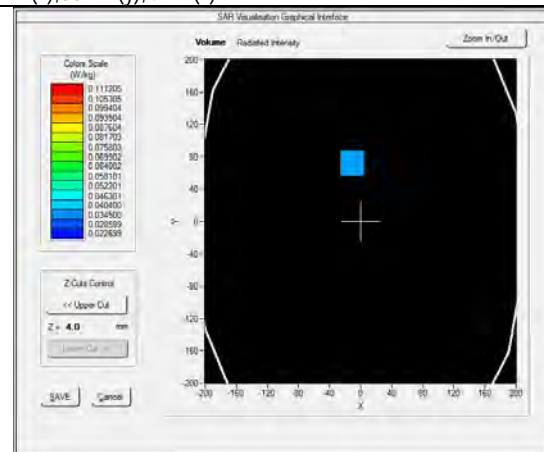 SAR Visualisation Graphical Interface
Volume Radiated Intensity
Zoom In/Out
Colors Scale
(W/kg)
0.111205
0.105305
0.099404
0.093504
0.087604
0.081703
0.075803
0.069902
0.064002
0.058101
0.052201
0.046301
0.040400
0.034500
0.028599
0.022699
200
160
120
80
40
0
-40
-80
-120
-160
-200
Y
-200 -160 -120 -80 -40 0 40 80 120 160 200
X
Z Cuts Control
<< Upper Cut
Z = 4.0 mm
SAVE
Cancel